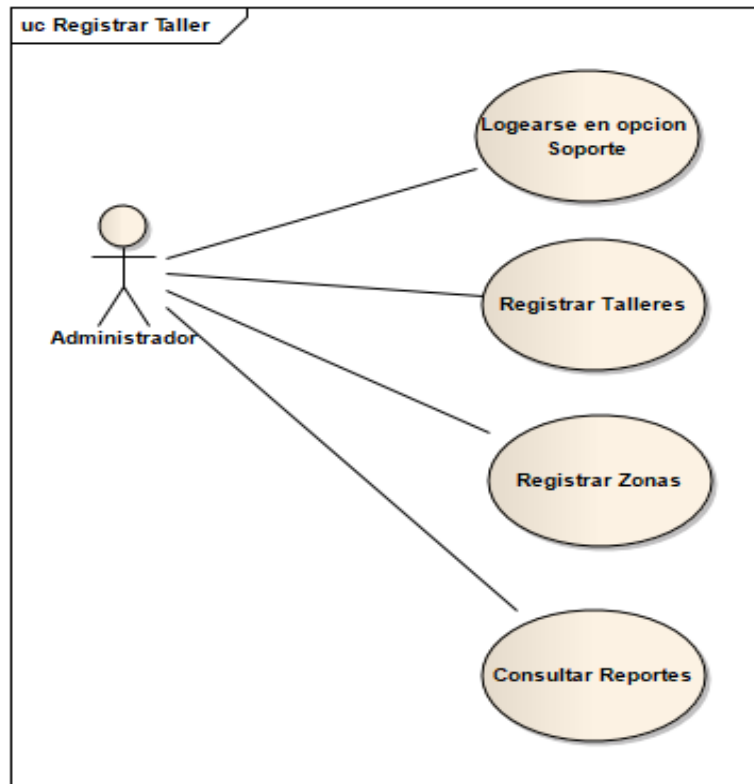 uc Registrar Taller
Logearse en opcion
Soporte
Registrar Talleres
Administrador
Registrar Zonas
Consultar Reportes